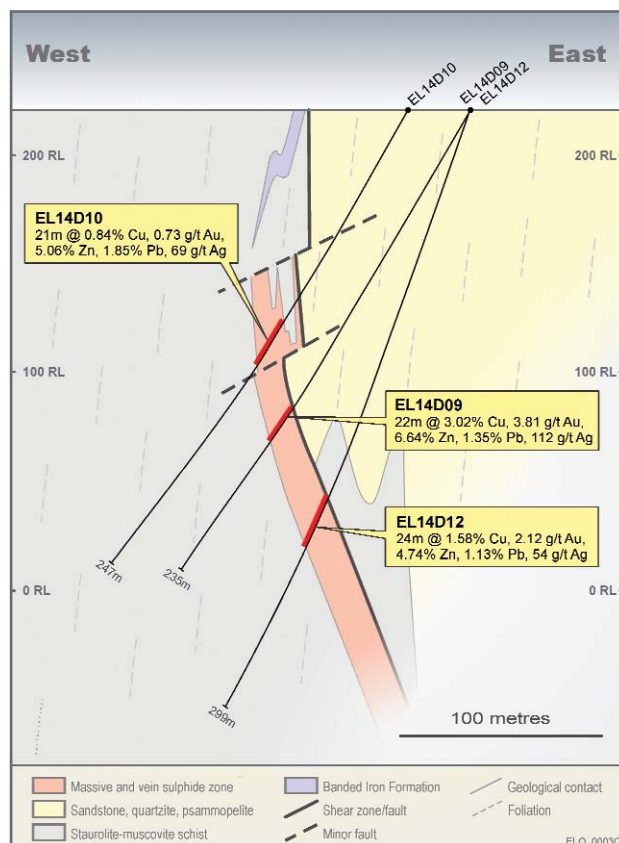 West
East
EL14D10
EL14D09
EL14D12
200 RL
200 RL
EL14D10
21m @ 0.84% Cu, 0.73 g/t Au,
5.06% Zn, 1.85% Pb, 69 g/t Ag
100 RL
100 RL
EL14D09
22m @ 3.02% Cu, 3.81 g/t Au,
6.64% Zn, 1.35% Pb, 112 g/t Ag
EL14D12
24m @ 1.58% Cu, 2.12 g/t Au,
4.74% Zn, 1.13% Pb, 54 g/t Ag
247m
235m
0 RL
0 RL
299m
100 metres
Massive and vein sulphide zone
Banded Iron Formation
Geological contact
Sandstone, quartzite, psammopelite
Shear zone/fault
Foliation
Staurolite-muscovite schist
Minor fault